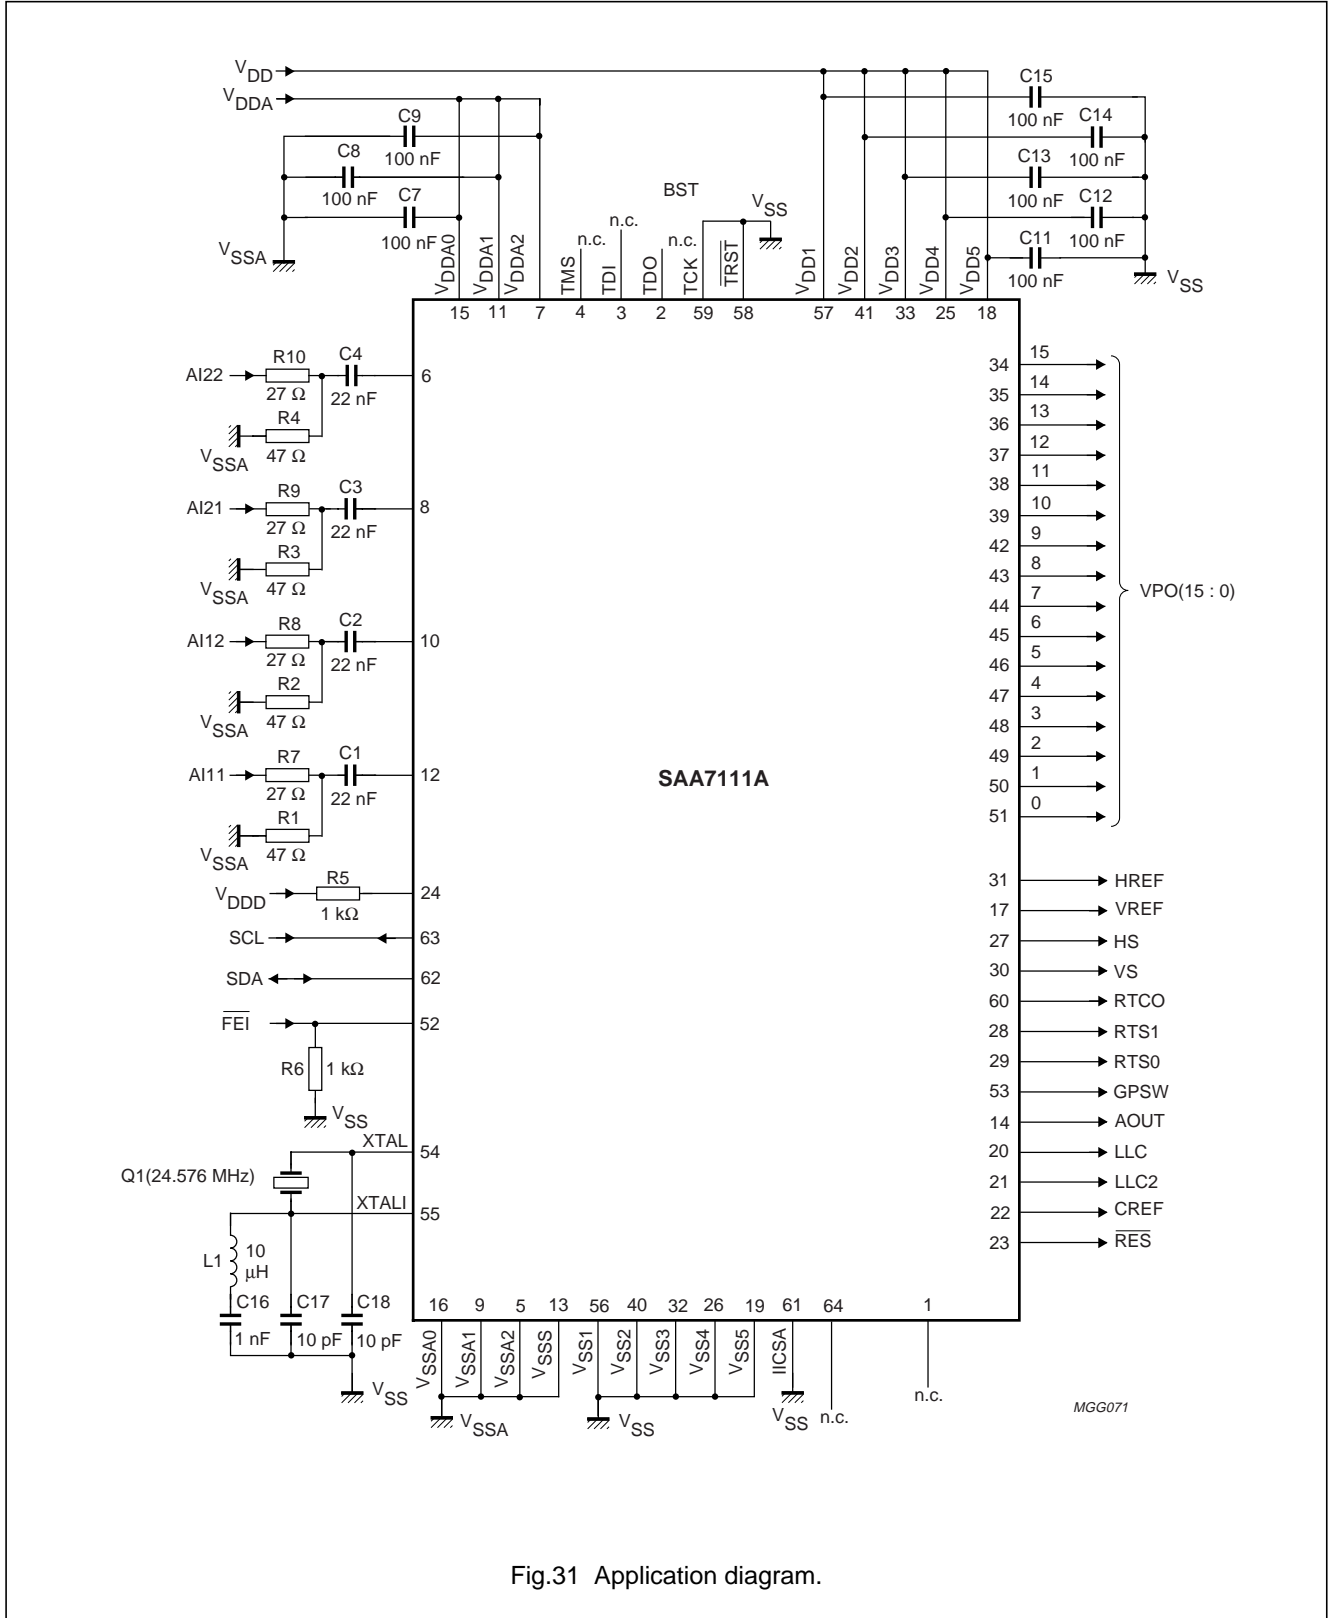 VDD
VDDA
C15
100 nF
C14
100 nF
C13
100 nF
C12
100 nF
C11
100 nF
VSS
C9
100 nF
C8
100 nF
C7
100 nF
VSSA
BST
VSS
n.c.
n.c.
n.c.
VDDA0
VDDA1
VDDA2
TMS
TDI
TDO
TCK
TRST
VDD1
VDD2
VDD3
VDD4
VDD5
15 11 7 4 3 2 59 58 57 41 33 25 18
AI22
R10
27 Ω
C4
22 nF
6
R4
47 Ω
VSSA
AI21
R9
27 Ω
C3
22 nF
8
R3
47 Ω
VSSA
AI12
R8
27 Ω
C2
22 nF
10
R2
47 Ω
VSSA
AI11
R7
27 Ω
C1
22 nF
12
R1
47 Ω
VSSA
VDDD
R5
1 kΩ
24
SCL
63
SDA
62
FEI
52
R6
1 kΩ
VSS
XTAL
54
Q1(24.576 MHz)
XTALI
55
L1
10
μH
C16
1 nF
C17
10 pF
C18
10 pF
VSS
SAA7111A
34 15
35 14
36 13
37 12
38 11
39 10
42 9
43 8
44 7
45 6
46 5
47 4
48 3
49 2
50 1
51 0
VPO(15 : 0)
31 HREF
17 VREF
27 HS
30 VS
60 RTCO
28 RTS1
29 RTS0
53 GPSW
14 AOUT
20 LLC
21 LLC2
22 CREF
23 RES
16 9 5 13 56 40 32 26 19 61 64 1
VSSA0
VSSA1
VSSA2
VSSS
VSS1
VSS2
VSS3
VSS4
VSS5
IICSA
VSSA
VSS
VSS
n.c.
n.c.
MGG071
Fig.31 Application diagram.